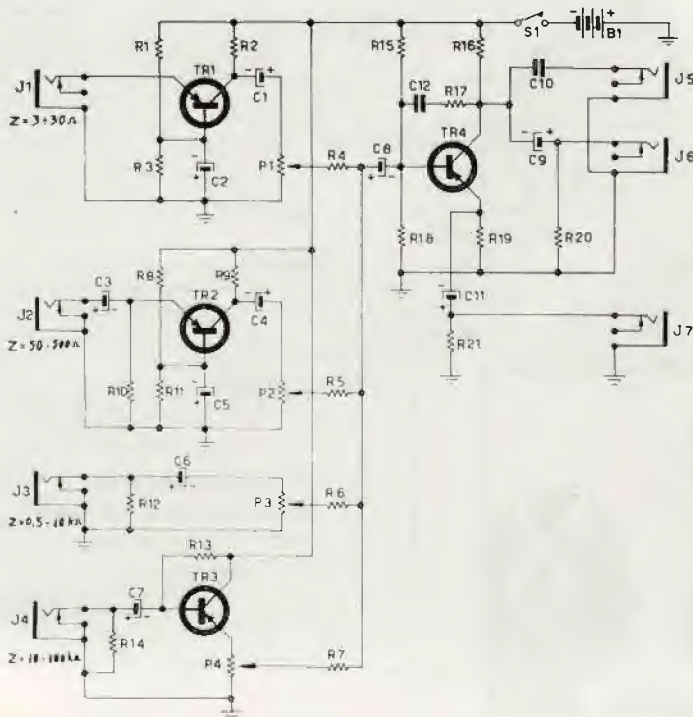 R1
R2
TR1
J1
Z = 3 ÷ 30 Ω
C1
R3
C2
P1
R4
R15
R16
C12
R17
TR4
C8
R18
R19
C11
R21
S1
- +
B1
C10
J5
C9
J6
R20
J7
R8
R9
C3
TR2
C4
J2
Z = 50 - 500 Ω
R10
R11
C5
P2
R5
C6
J3
R12
P3
R6
Z = 0,5 - 10 kΩ
R13
TR3
C7
J4
R14
P4
R7
Z = 10 - 100 kΩ